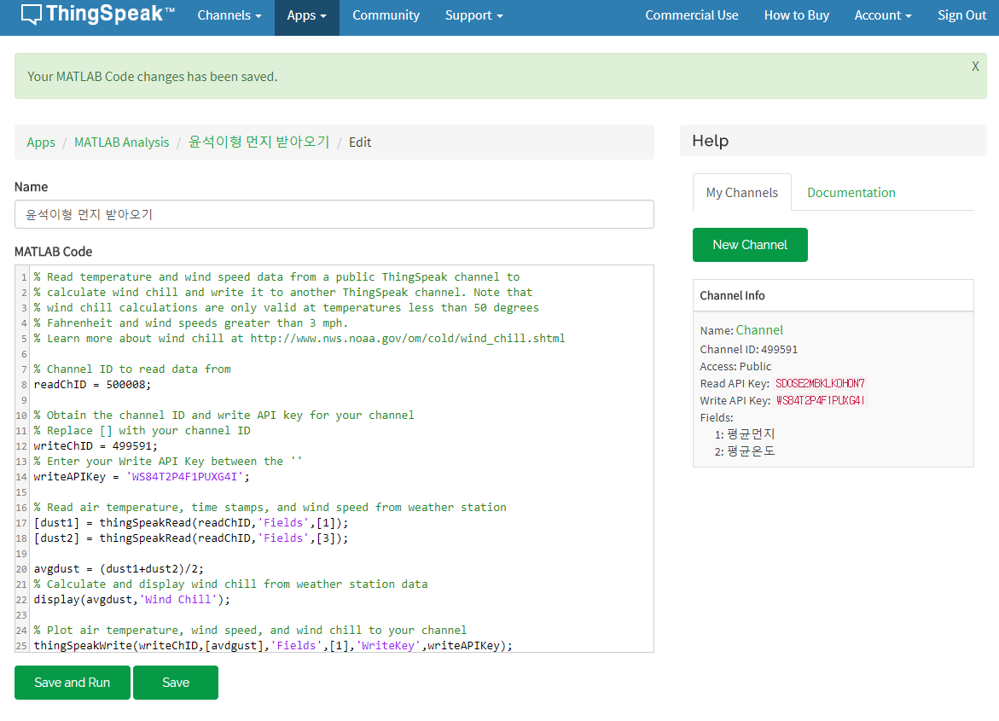 ThingSpeak™ Channels Apps Community Support Commercial Use How to Buy Account Sign Out
Your MATLAB Code changes has been saved. X
Apps / MATLAB Analysis / 윤석이형 먼지 받아오기 / Edit
Name
윤석이형 먼지 받아오기
MATLAB Code
1 % Read temperature and wind speed data from a public ThingSpeak channel to
2 % calculate wind chill and write it to another ThingSpeak channel. Note that
3 % wind chill calculations are only valid at temperatures less than 50 degrees
4 % Fahrenheit and wind speeds greater than 3 mph.
5 % Learn more about wind chill at http://www.nws.noaa.gov/om/cold/wind_chill.shtml
6
7 % Channel ID to read data from
8 readChID = 500008;
9
10 % Obtain the channel ID and write API key for your channel
11 % Replace [] with your channel ID
12 writeChID = 499591;
13 % Enter your Write API Key between the ''
14 writeAPIKey = 'WS84T2P4F1PUXG4I';
15
16 % Read air temperature, time stamps, and wind speed from weather station
17 [dust1] = thingSpeakRead(readChID,'Fields',[1]);
18 [dust2] = thingSpeakRead(readChID,'Fields',[3]);
19
20 avgdust = (dust1+dust2)/2;
21 % Calculate and display wind chill from weather station data
22 display(avgdust,'Wind Chill');
23
24 % Plot air temperature, wind speed, and wind chill to your channel
25 thingSpeakWrite(writeChID,[avdgust],'Fields',[1],'WriteKey',writeAPIKey);
Save and Run Save
Help
My Channels Documentation
New Channel
Channel Info
Name: Channel
Channel ID: 499591
Access: Public
Read API Key: SDOSE2MBKLKOHON7
Write API Key: WS84T2P4F1PUXG4I
Fields:
1: 평균먼지
2: 평균온도